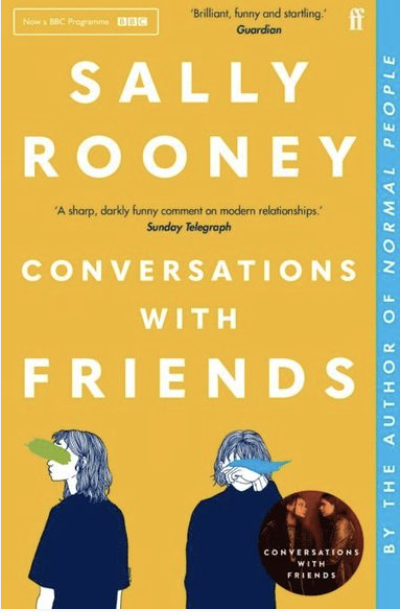 Now a BBC Programme BBC
'Brilliant, funny and startling.'
Guardian
ff
SALLY
ROONEY
'A sharp, darkly funny comment on modern relationships.'
Sunday Telegraph
CONVERSATIONS
WITH
FRIENDS
CONVERSATIONS
WITH
FRIENDS
BY THE AUTHOR OF NORMAL PEOPLE